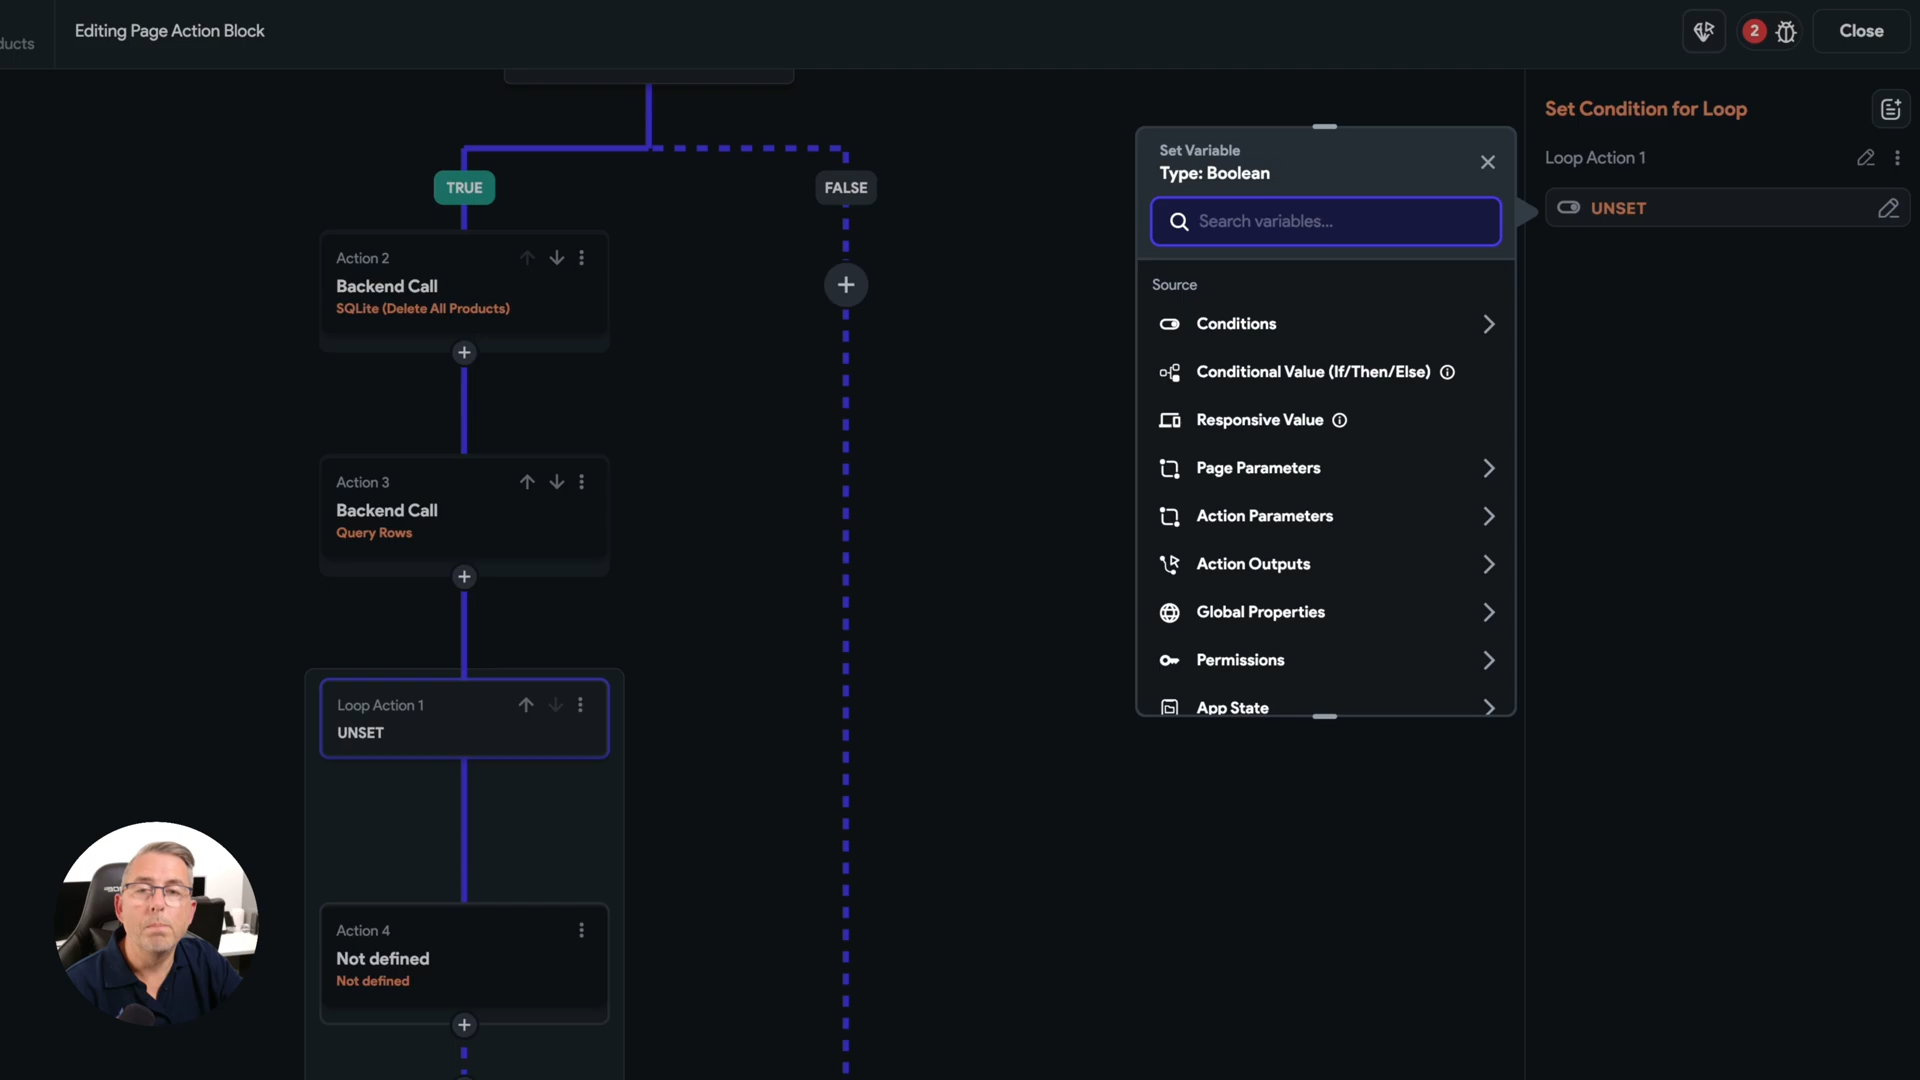 ducts
Editing Page Action Block
2
Close
TRUE
FALSE
Action 2
Backend Call
SQLite (Delete All Products)
Action 3
Backend Call
Query Rows
Loop Action 1
UNSET
Action 4
Not defined
Not defined
Set Variable
Type: Boolean
Search variables...
Source
Conditions
Conditional Value (If/Then/Else)
Responsive Value
Page Parameters
Action Parameters
Action Outputs
Global Properties
Permissions
App State
Set Condition for Loop
Loop Action 1
UNSET